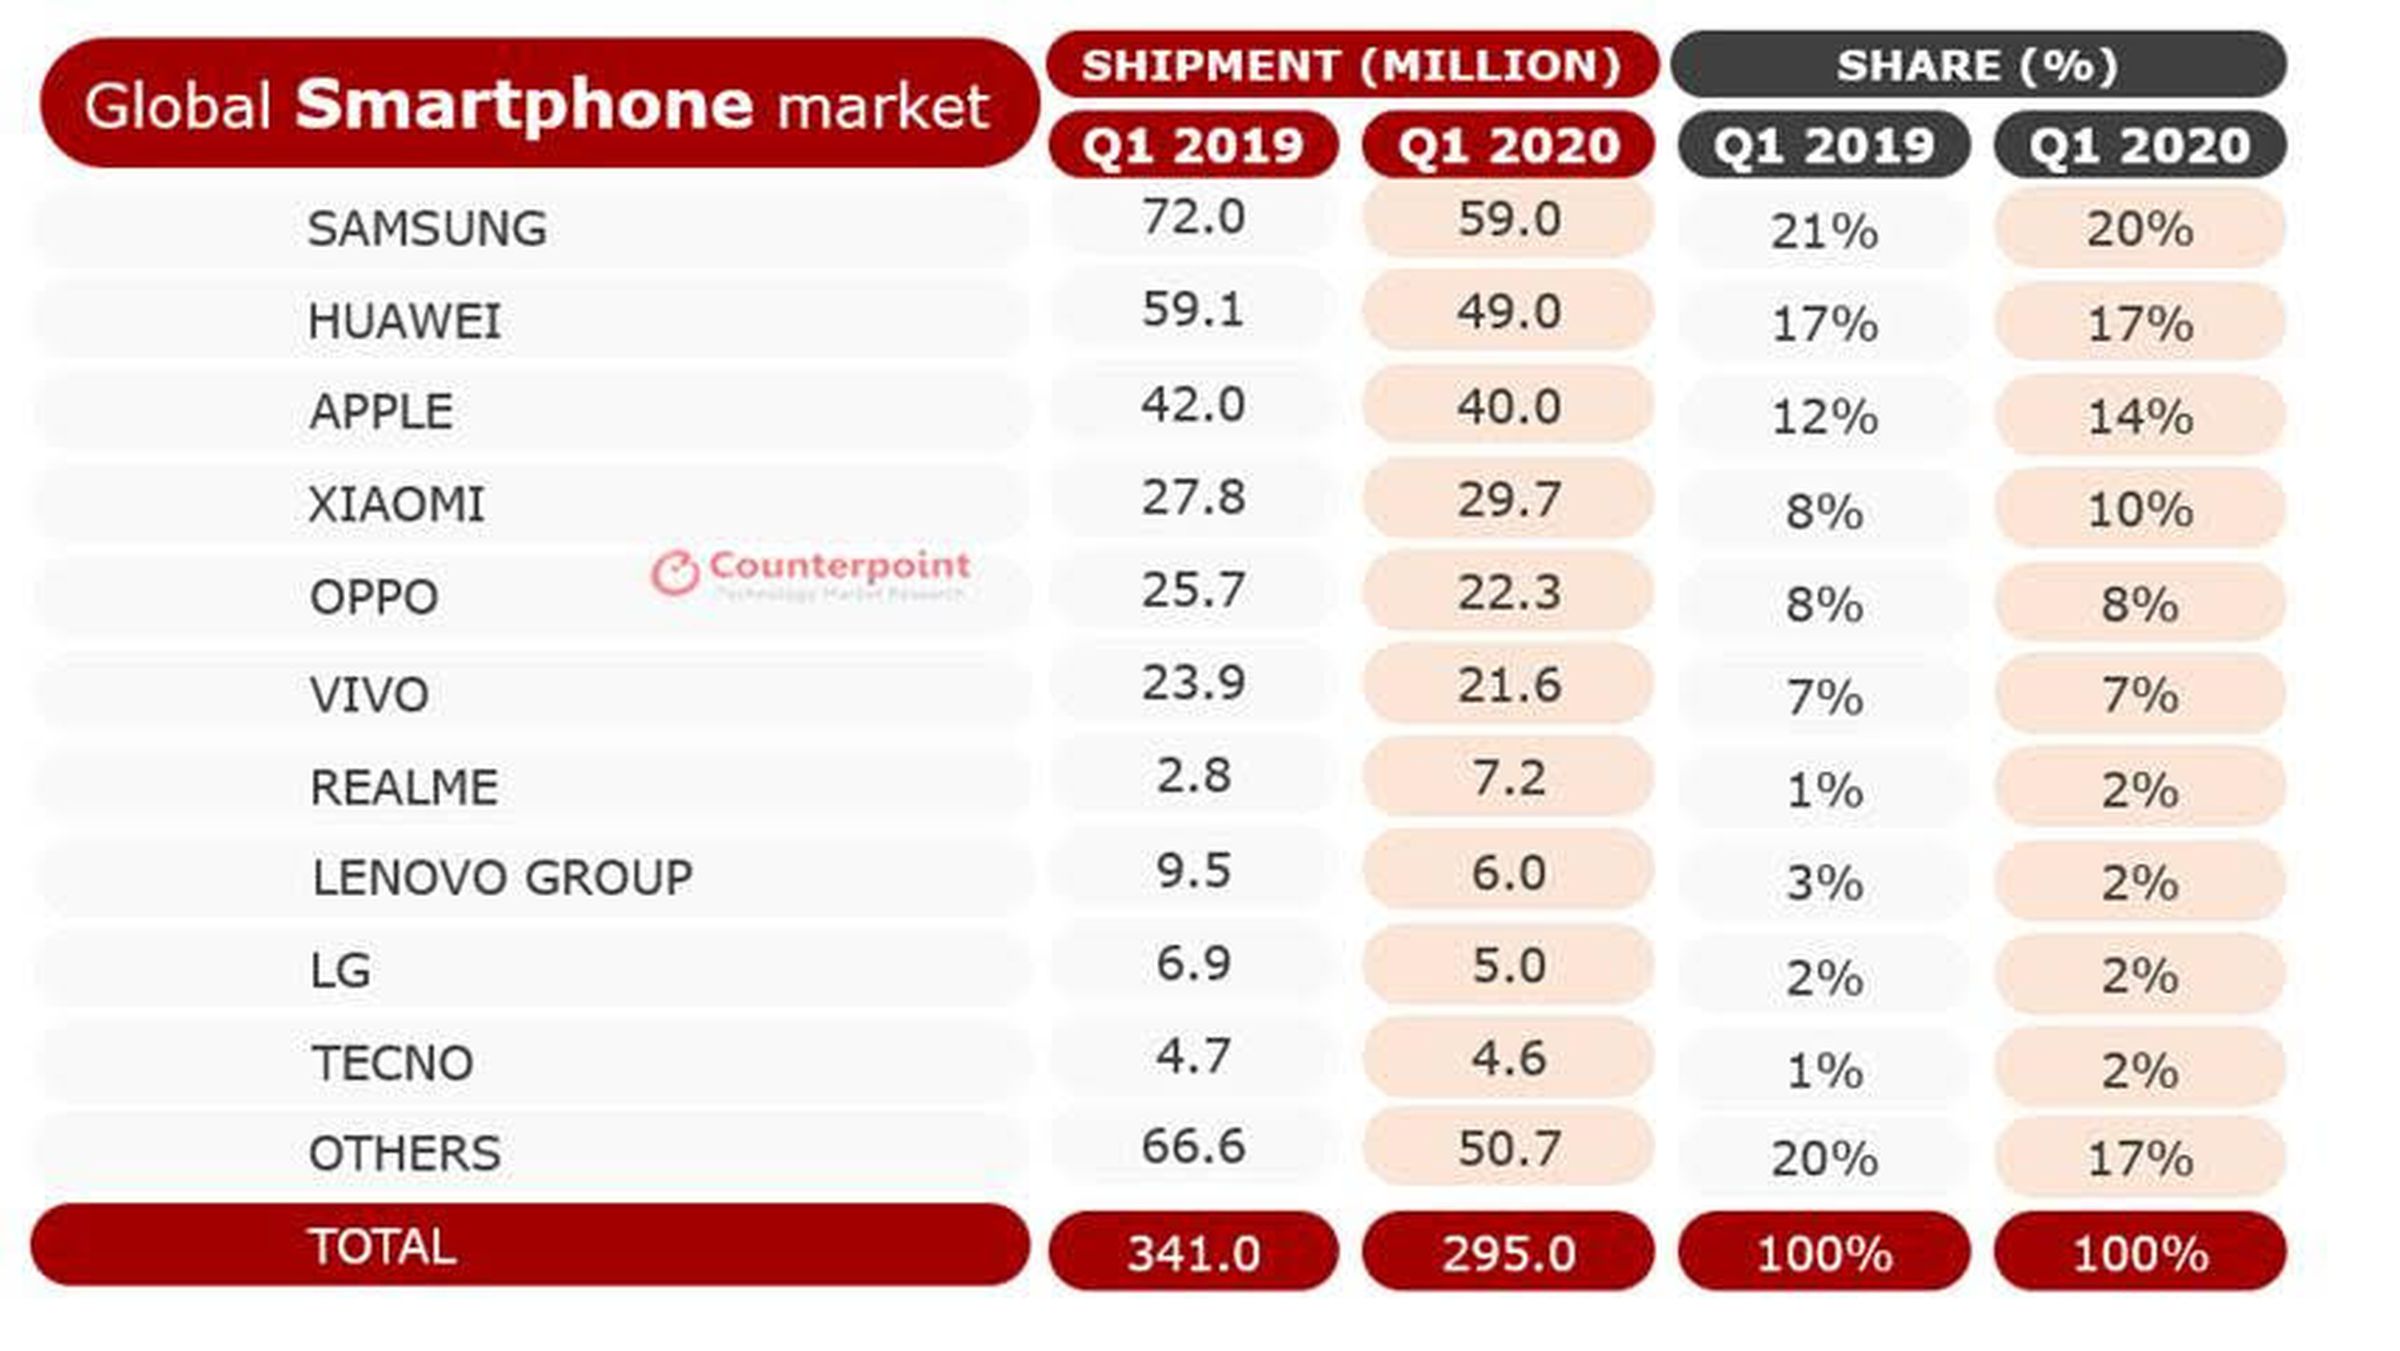 Global Smartphone market SHIPMENT (MILLION) SHARE (%)
Q1 2019 Q1 2020 Q1 2019 Q1 2020
SAMSUNG 72.0 59.0 21% 20%
HUAWEI 59.1 49.0 17% 17%
APPLE 42.0 40.0 12% 14%
XIAOMI 27.8 29.7 8% 10%
Counterpoint
Technology Market Research
OPPO 25.7 22.3 8% 8%
VIVO 23.9 21.6 7% 7%
REALME 2.8 7.2 1% 2%
LENOVO GROUP 9.5 6.0 3% 2%
LG 6.9 5.0 2% 2%
TECNO 4.7 4.6 1% 2%
OTHERS 66.6 50.7 20% 17%
TOTAL 341.0 295.0 100% 100%